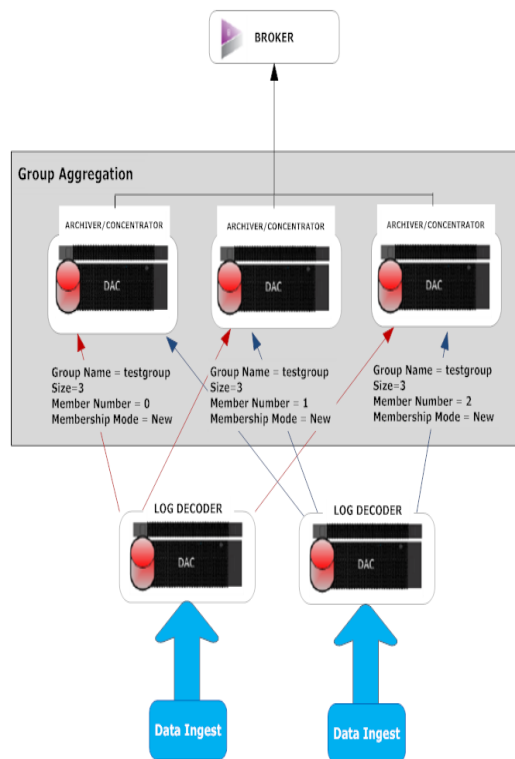 BROKER
Group Aggregation
ARCHIVER/CONCENTRATOR
ARCHIVER/CONCENTRATOR
ARCHIVER/CONCENTRATOR
DAC
DAC
DAC
Group Name = testgroup
Size=3
Member Number = 0
Membership Mode = New
Group Name = testgroup
Size=3
Member Number = 1
Membership Mode = New
Group Name = testgroup
Size=3
Member Number = 2
Membership Mode = New
LOG DECODER
LOG DECODER
DAC
DAC
Data Ingest
Data Ingest